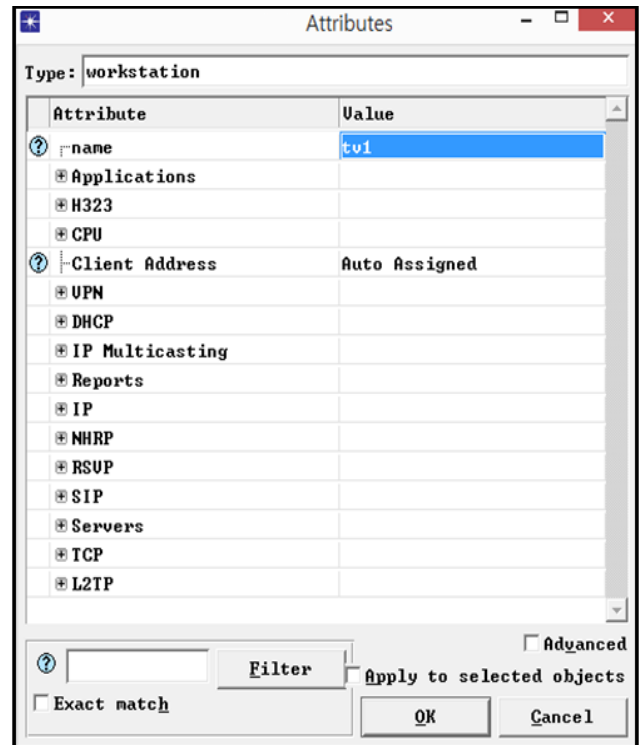 Attributes
Type: workstation
Attribute Value
name tv1
Applications
H323
CPU
Client Address Auto Assigned
VPN
DHCP
IP Multicasting
Reports
IP
NHRP
RSVP
SIP
Servers
TCP
L2TP
Advanced
Filter
Apply to selected objects
Exact match
OK Cancel